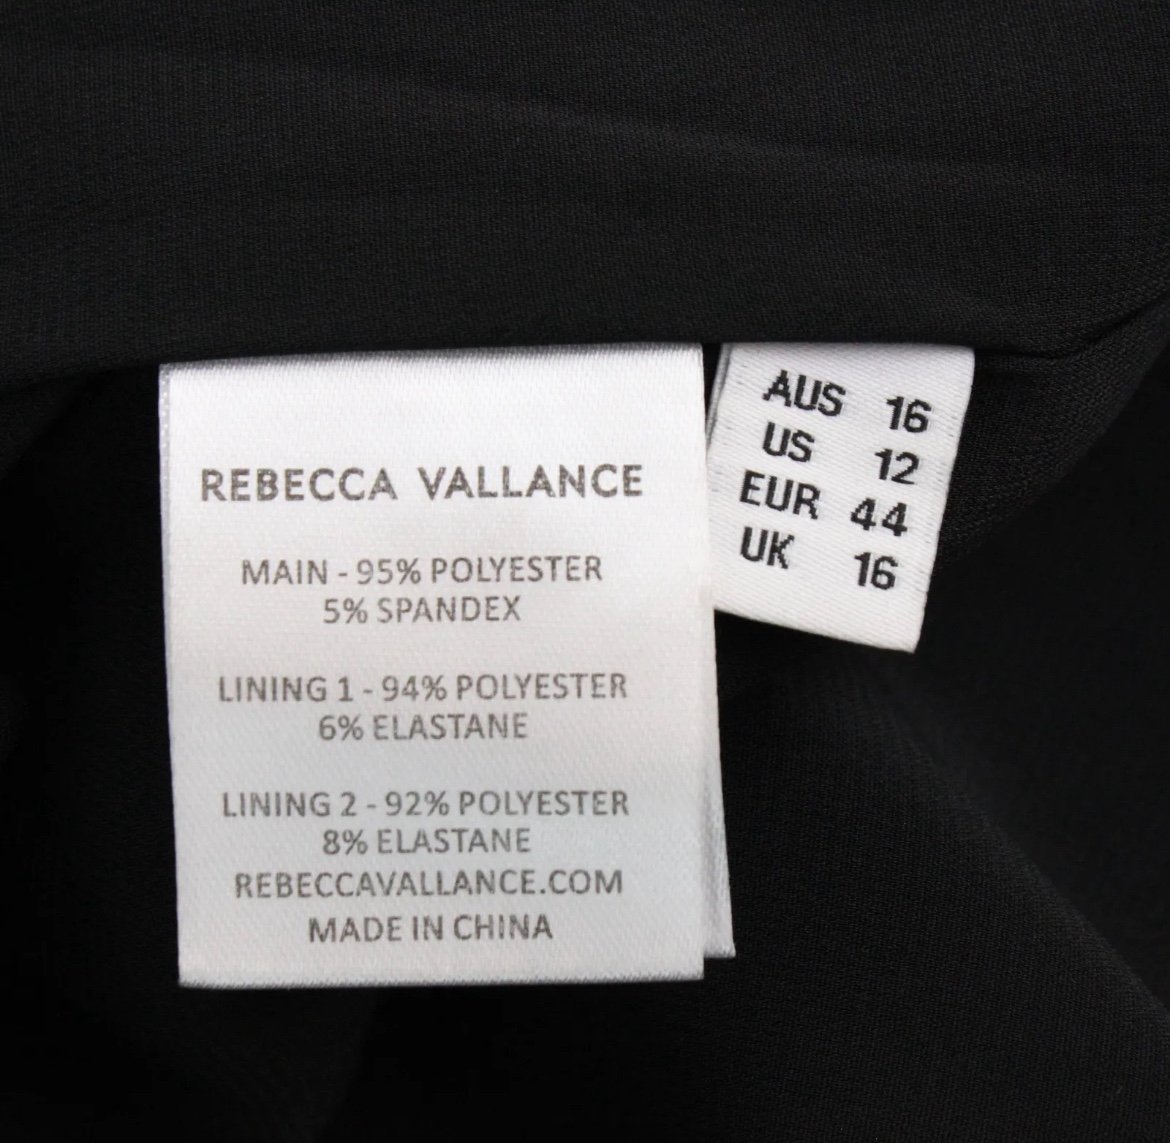 REBECCA VALLANCE
MAIN - 95% POLYESTER
5% SPANDEX
LINING 1 - 94% POLYESTER
6% ELASTANE
LINING 2 - 92% POLYESTER
8% ELASTANE
REBECCAVALLANCE.COM
MADE IN CHINA
AUS 16
US 12
EUR 44
UK 16